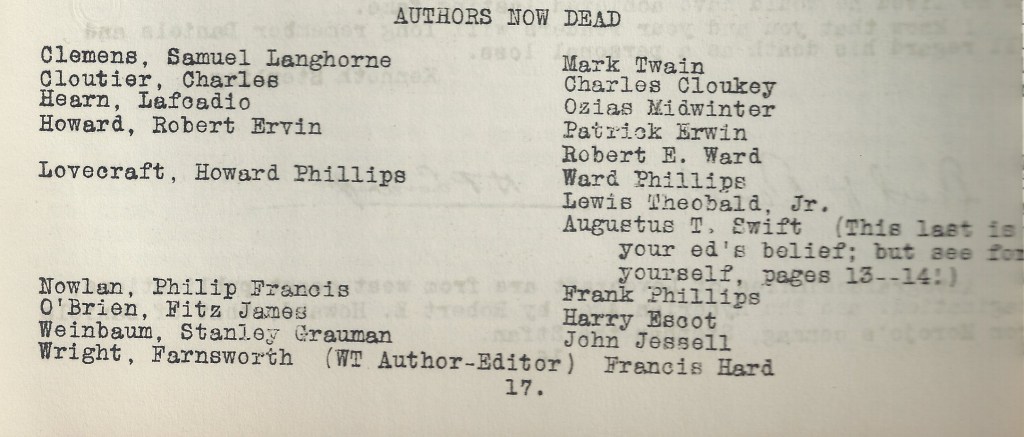 AUTHORS NOW DEAD
Clemens, Samuel Langhorne Mark Twain
Cloutier, Charles Charles Cloukey
Hearn, Lafcadio Ozias Midwinter
Howard, Robert Ervin Patrick Erwin
Robert E. Ward
Lovecraft, Howard Phillips Ward Phillips
Lewis Theobald, Jr.
Augustus T. Swift (This last is
your ed's belief; but see for
yourself, pages 13--14!)
Nowlan, Philip Francis Frank Phillips
O'Brien, Fitz James Harry Escot
Weinbaum, Stanley Grauman John Jessell
Wright, Farnsworth (WT Author-Editor) Francis Hard
17.